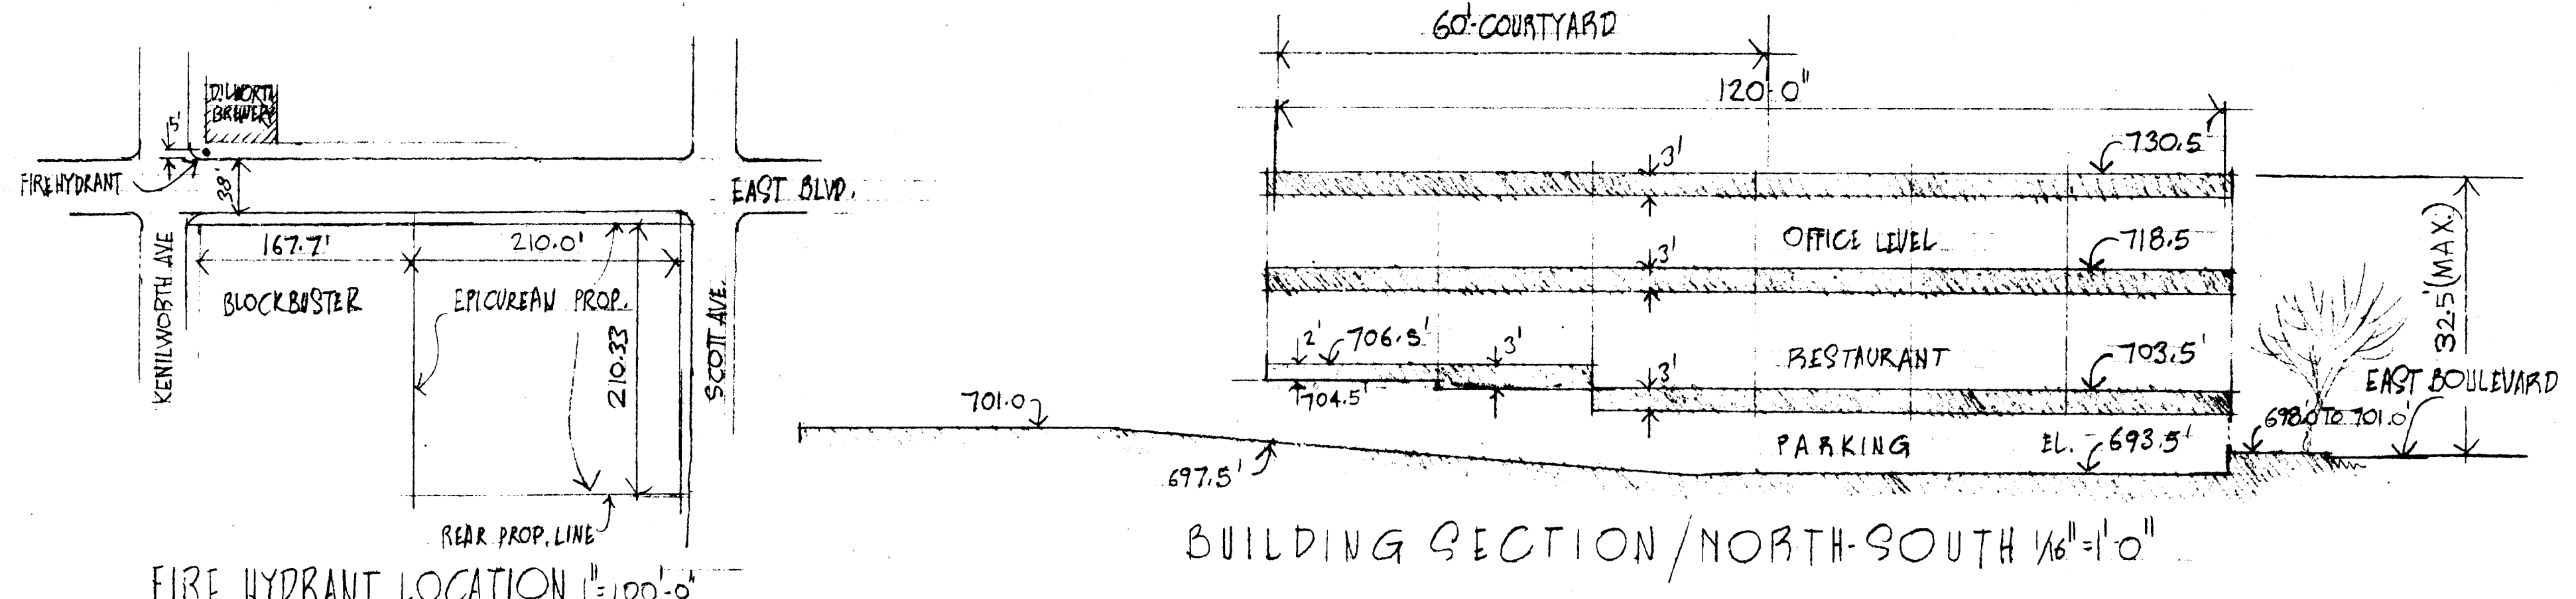 DILWORTH
BREWERY
5'
FIRE HYDRANT
38'
EAST BLVD.
167.7'
210.0'
KENILWORTH AVE
BLOCKBUSTER
EPICUREAN PROP.
210.33
SCOTT AVE.
REAR PROP. LINE
FIRE HYDRANT LOCATION 1"=100'-0"
60'-COURTYARD
120'-0"
730.5'
3'
OFFICE LEVEL
718.5'
3'
32.5' (MAX.)
2'
706.5'
3'
RESTAURANT
703.5'
3'
704.5'
EAST BOULEVARD
701.0
698.0' TO 701.0'
PARKING
EL. 693.5'
697.5'
BUILDING SECTION/NORTH-SOUTH 1/16"=1'-0"